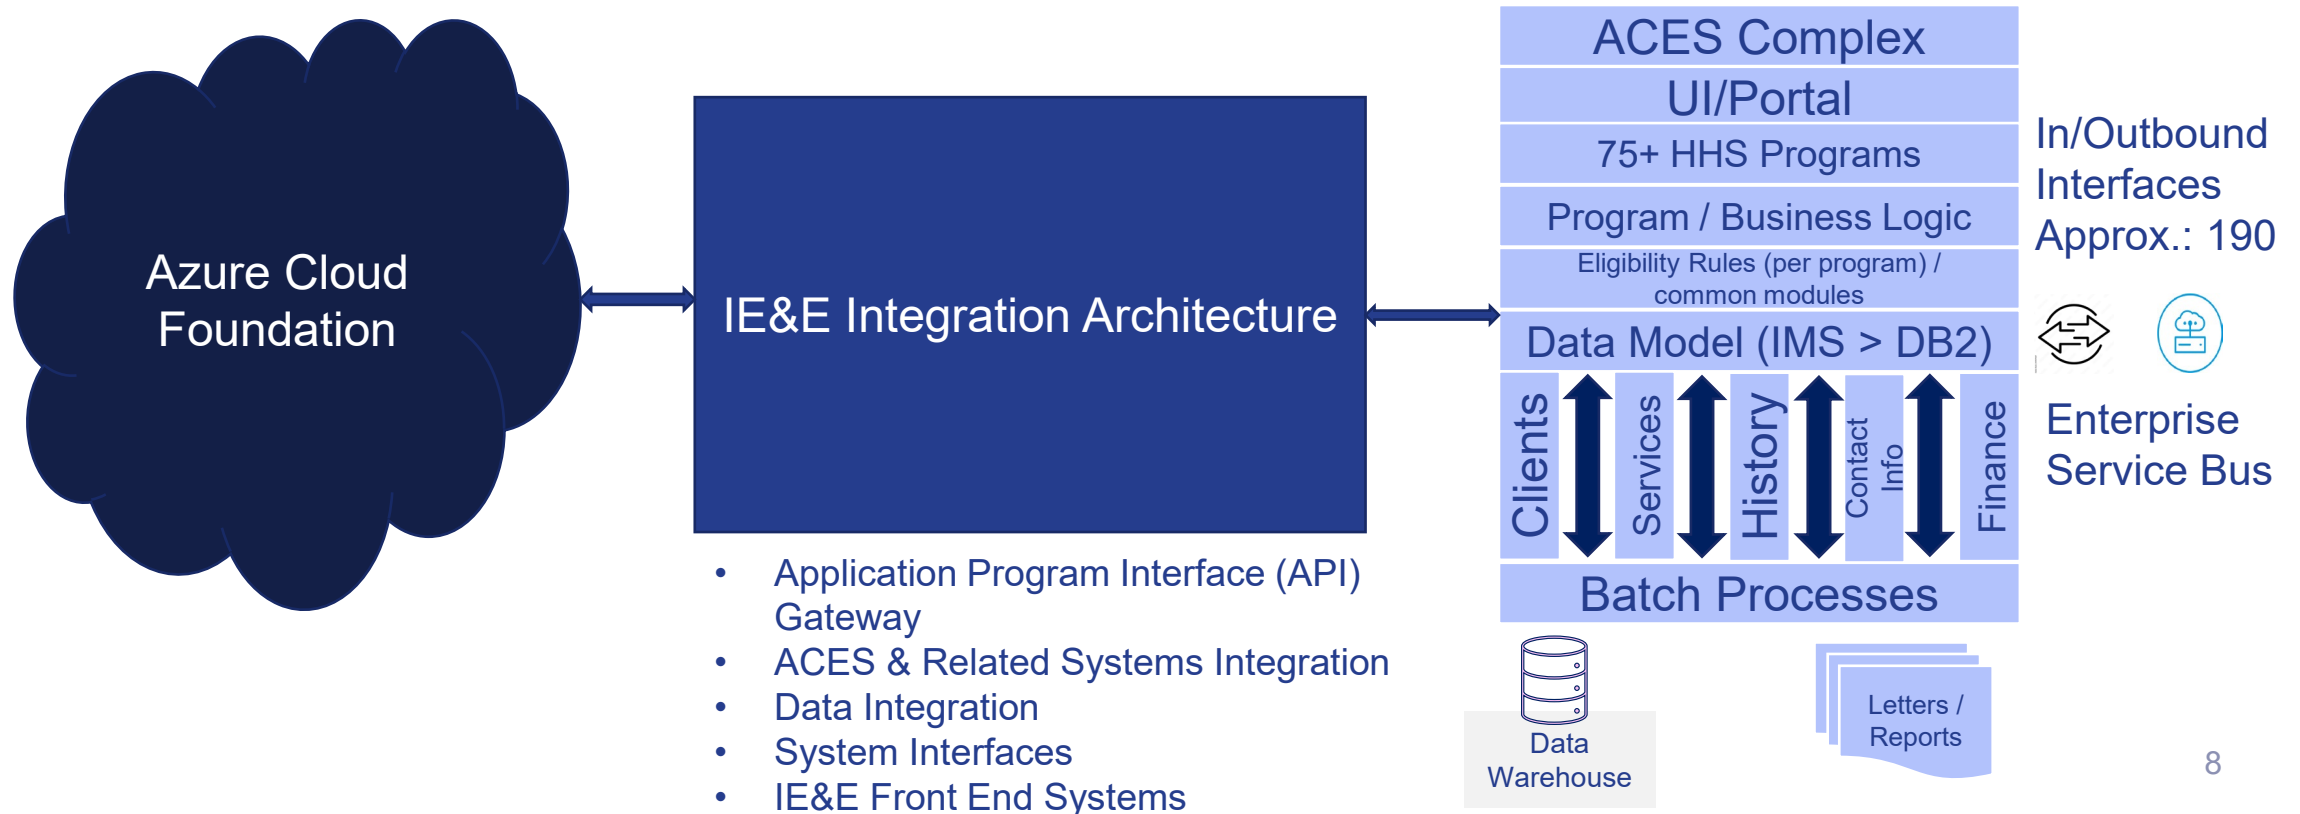 Azure Cloud
Foundation
IE&E Integration Architecture
• Application Program Interface (API)
Gateway
• ACES & Related Systems Integration
• Data Integration
• System Interfaces
• IE&E Front End Systems
ACES Complex
UI/Portal
75+ HHS Programs
Program / Business Logic
Eligibility Rules (per program) /
common modules
Data Model (IMS > DB2)
Clients
Services
History
Contact
Info
Finance
Batch Processes
Data
Warehouse
Letters /
Reports
In/Outbound
Interfaces
Approx.: 190
Enterprise
Service Bus
8